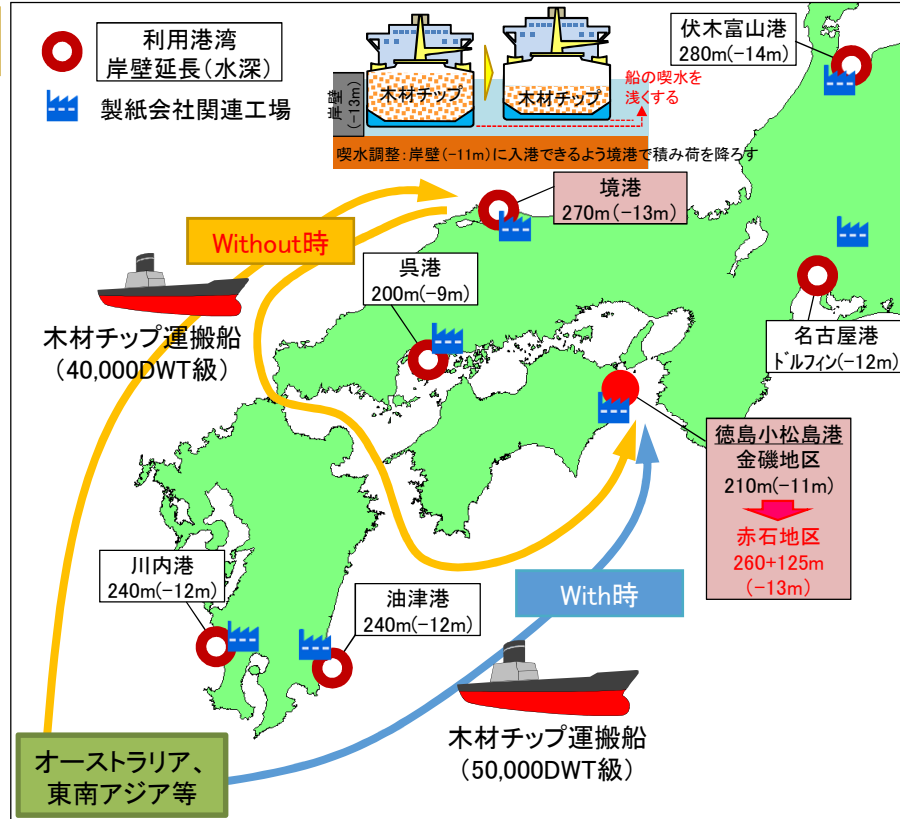 利用港湾
岸壁延長(水深)
製紙会社関連工場
岸壁
(-13m)
木材チップ
木材チップ
船の喫水を
浅くする
喫水調整:岸壁(-11m)に入港できるよう境港で積み荷を降ろす
伏木富山港
280m(-14m)
境港
270m(-13m)
Without時
呉港
200m(-9m)
木材チップ運搬船
(40,000DWT級)
名古屋港
ドルフィン(-12m)
徳島小松島港
金磯地区
210m(-11m)
赤石地区
260+125m
(-13m)
川内港
240m(-12m)
油津港
240m(-12m)
With時
木材チップ運搬船
(50,000DWT級)
オーストラリア、
東南アジア等